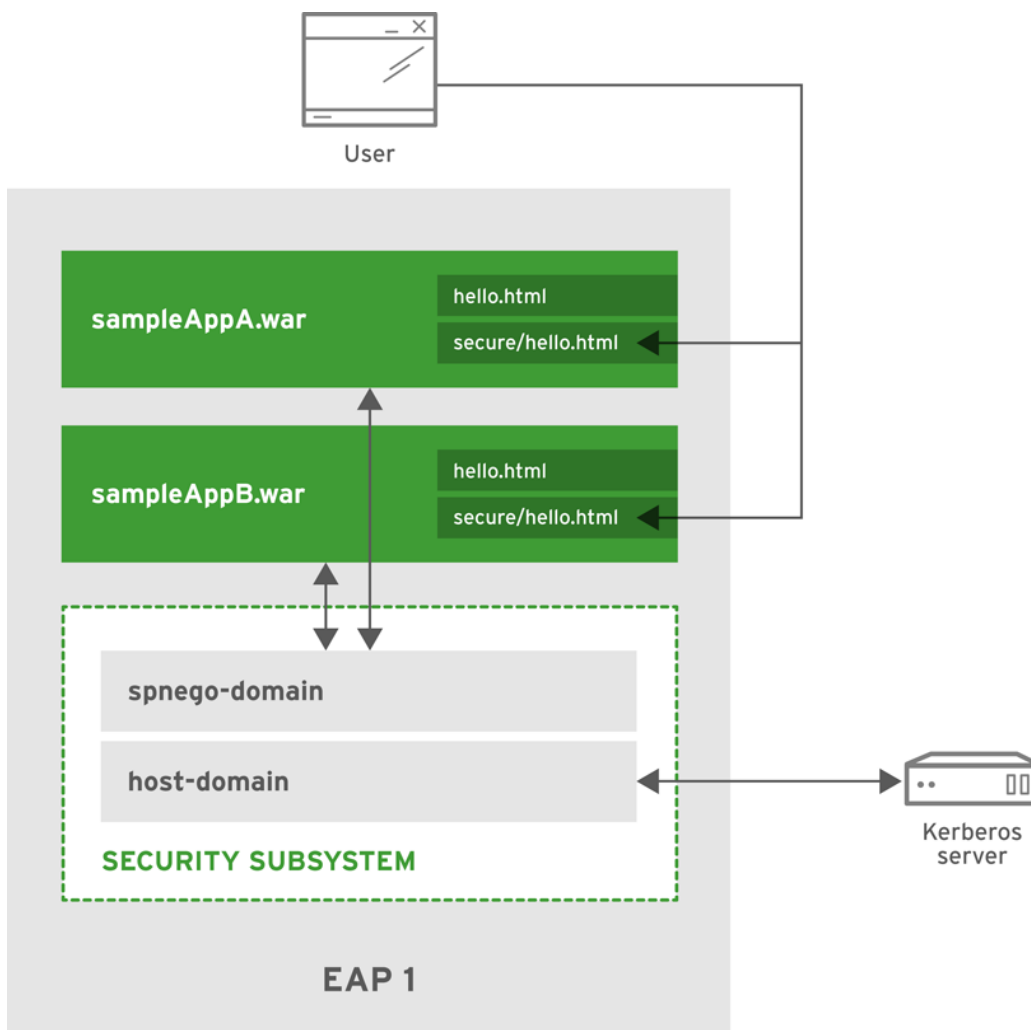 User
sampleAppA.war
hello.html
secure/hello.html
sampleAppB.war
hello.html
secure/hello.html
spnego-domain
host-domain
SECURITY SUBSYSTEM
Kerberos
server
EAP 1